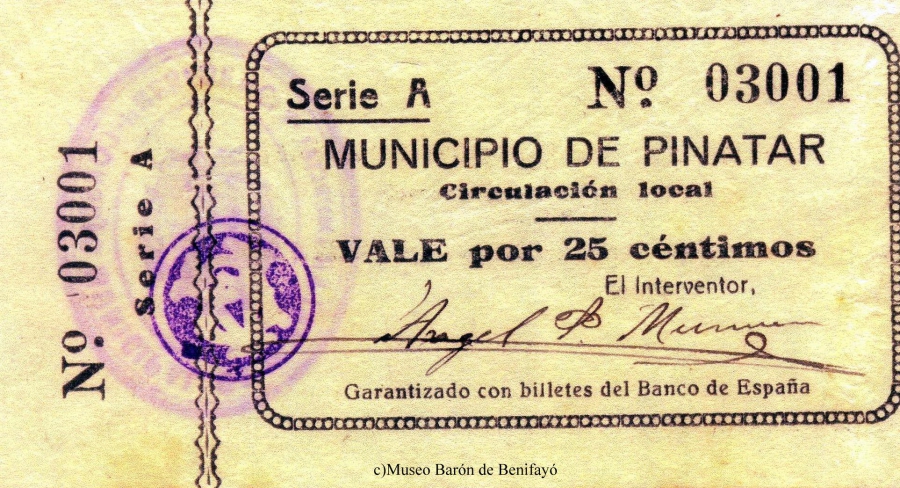 Nº 03001
Serie A
Serie A
Nº 03001
MUNICIPIO DE PINATAR
Circulación local
VALE por 25 céntimos
El Interventor,
Angel P.
Garantizado con billetes del Banco de España
c)Museo Barón de Benifayó